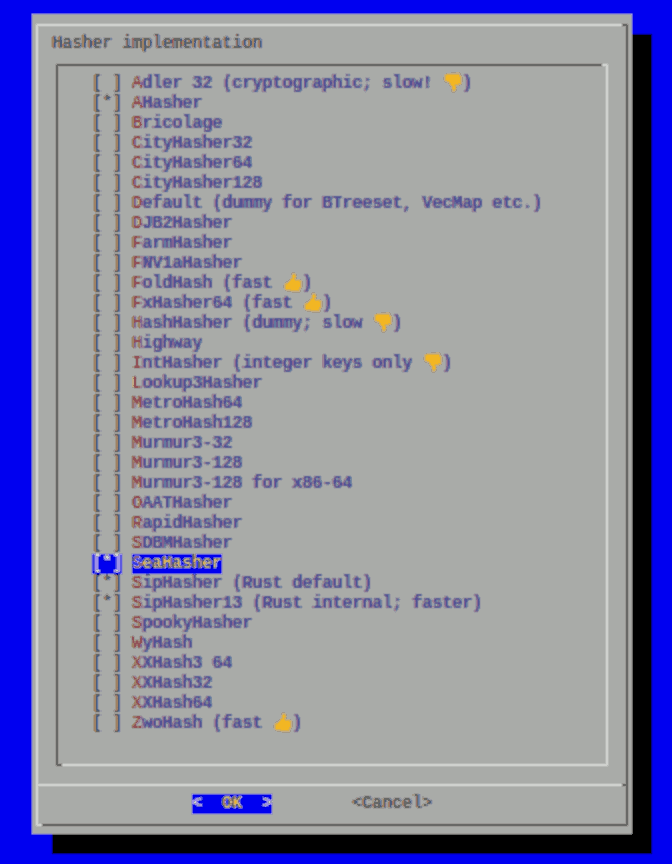 Hasher implementation
[ ] Adler 32 (cryptographic; slow! 👎)
[*] AHasher
[ ] Bricolage
[ ] CityHasher32
[ ] CityHasher64
[ ] CityHasher128
[ ] Default (dummy for BTreeset, VecMap etc.)
[ ] DJB2Hasher
[ ] FarmHasher
[ ] FNV1aHasher
[ ] FoldHash (fast 👍)
[ ] FxHasher64 (fast 👍)
[ ] HashHasher (dummy; slow 👎)
[ ] Highway
[ ] IntHasher (integer keys only 👎)
[ ] Lookup3Hasher
[ ] MetroHash64
[ ] MetroHash128
[ ] Murmur3-32
[ ] Murmur3-128
[ ] Murmur3-128 for x86-64
[ ] OAATHasher
[ ] RapidHasher
[ ] SDBMHasher
[*] SeaHasher
[*] SipHasher (Rust default)
[*] SipHasher13 (Rust internal; faster)
[ ] SpookyHasher
[ ] WyHash
[ ] XXHash3 64
[ ] XXHash32
[ ] XXHash64
[ ] ZwoHash (fast 👍)
< OK > <Cancel>